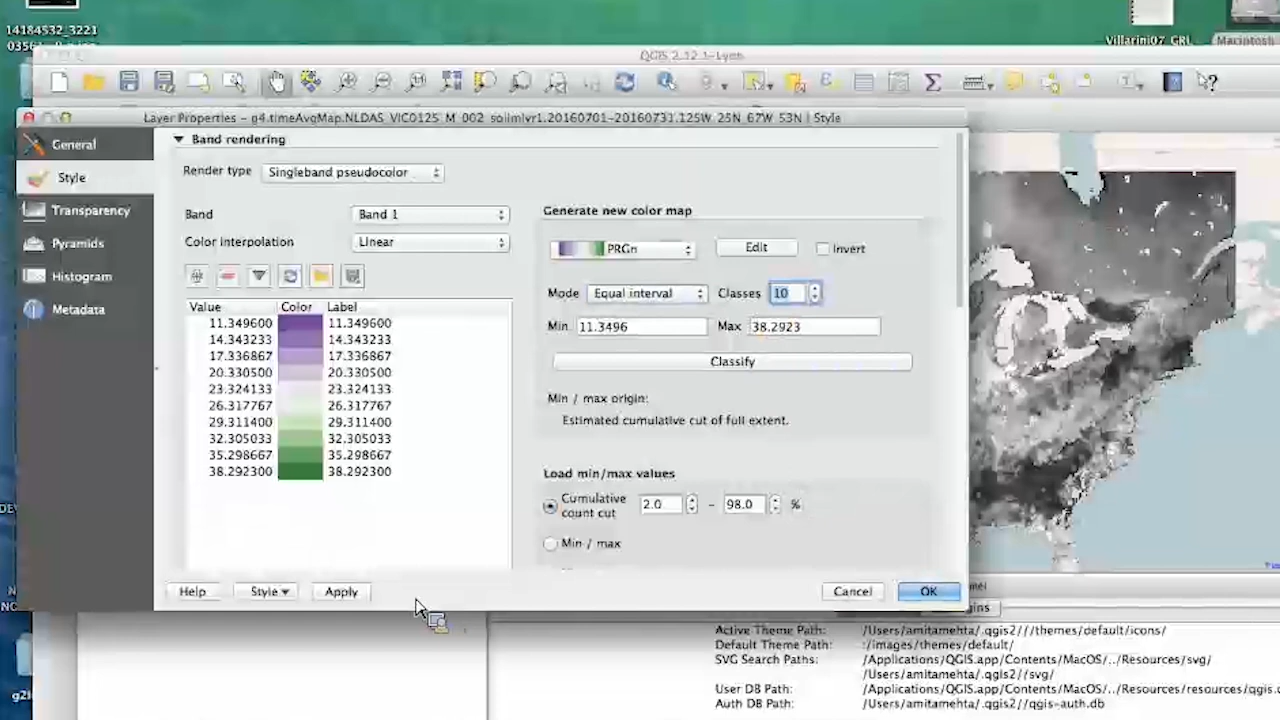 14184532_3221
Villarini07_GRL
Macintosh
QGIS 2.12.1-Lyon
Layer Properties - g4.timeAvgMap.NLDAS_VIC0125_M_002_soilmlyr1.20160701-20160731.125W_25N_67W_53N | Style
General
Style
Transparency
Pyramids
Histogram
Metadata
Band rendering
Render type Singleband pseudocolor
Band Band 1
Color interpolation Linear
Value Color Label
11.349600 11.349600
14.343233 14.343233
17.336867 17.336867
20.330500 20.330500
23.324133 23.324133
26.317767 26.317767
29.311400 29.311400
32.305033 32.305033
35.298667 35.298667
38.292300 38.292300
Generate new color map
PRGn Edit Invert
Mode Equal interval Classes 10
Min 11.3496 Max 38.2923
Classify
Min / max origin:
Estimated cumulative cut of full extent.
Load min/max values
Cumulative count cut 2.0 - 98.0 %
Min / max
Help Style Apply Cancel OK
Active Theme Path: /Users/amitamehta/.qgis2///themes/default/icons/
Default Theme Path: :/images/themes/default/
SVG Search Paths: /Applications/QGIS.app/Contents/MacOS/../Resources/svg/
/Users/amitamehta/.qgis2//svg/
User DB Path: /Applications/QGIS.app/Contents/MacOS/../Resources/resources/qgis.d
Auth DB Path: /Users/amitamehta/.qgis2//qgis-auth.db